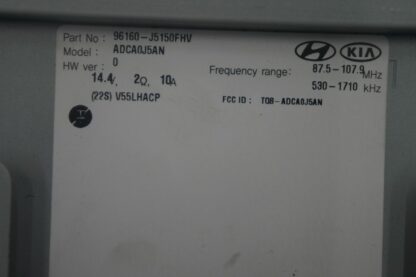 Part No : 96160-J5150FHV
Model : ADCA0J5AN
HW ver : 0
14.4V, 2Ω, 10A
(22S) V55LHACP
KIA
Frequency range: 87.5-107.9 MHz
530-1710 kHz
FCC ID : TQ8-ADCA0J5AN